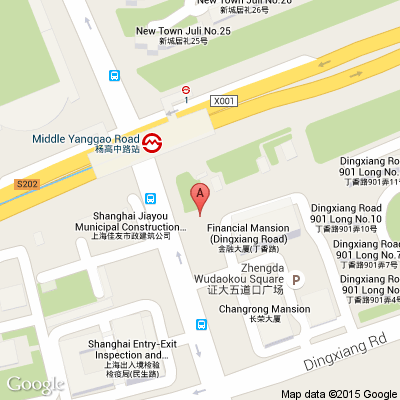 New Town Juli No.26
新城居礼26号
New Town Juli No.25
新城居礼25号
1
X001
Middle Yanggao Road
杨高中路站
S202
A
Dingxiang Road
901 Long No.11
丁香路901弄11号
Dingxiang Road
901 Long No.10
丁香路901弄10号
Shanghai Jiayou
Municipal Construction...
上海佳友市政建筑公司
Financial Mansion
(Dingxiang Road)
金融大厦(丁香路)
Dingxiang Road
901 Long No.7
丁香路901弄7号
Zhengda
Wudaokou Square
证大五道口广场
P
Dingxiang Road
901 Long No.
丁香路901弄4号
Changrong Mansion
长荣大厦
Shanghai Entry-Exit
Inspection and...
上海出入境检验
检疫局(民生路)
Dingxiang Rd
Google
Map data ©2015 Google